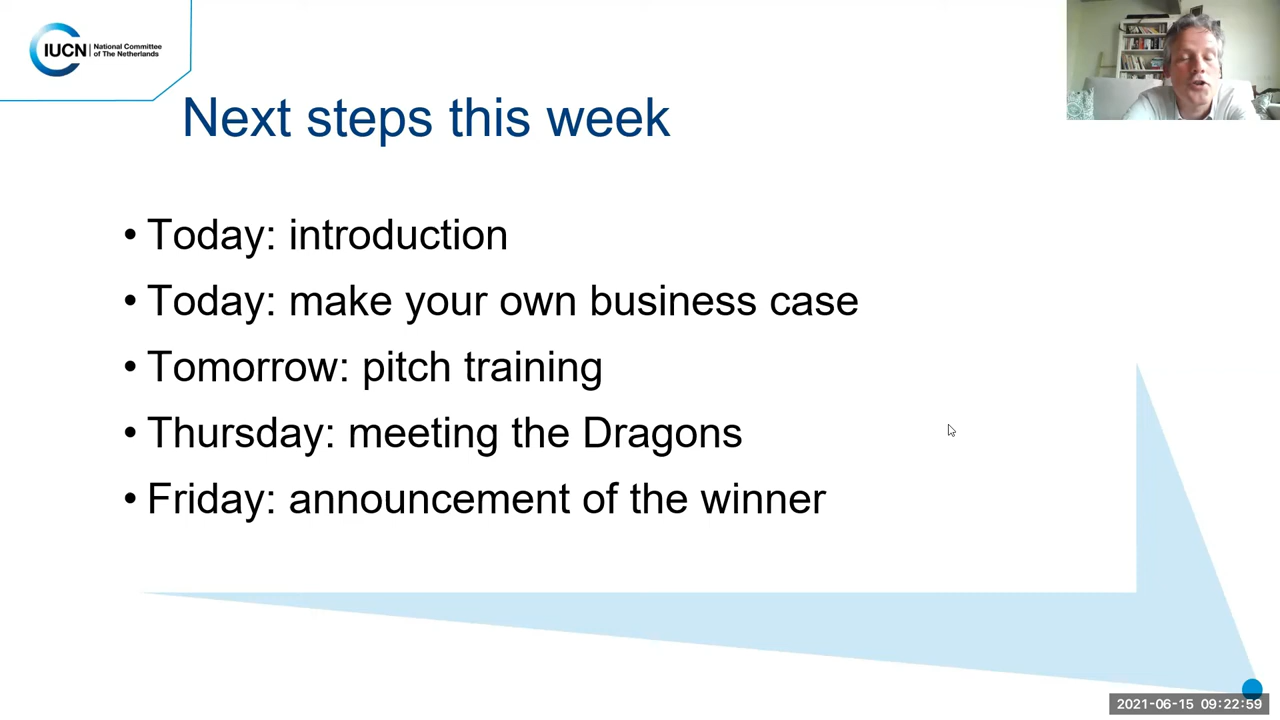 IUCN
National Committee
of The Netherlands
Next steps this week
• Today: introduction
• Today: make your own business case
• Tomorrow: pitch training
• Thursday: meeting the Dragons
• Friday: announcement of the winner
2021-06-15 09:22:59